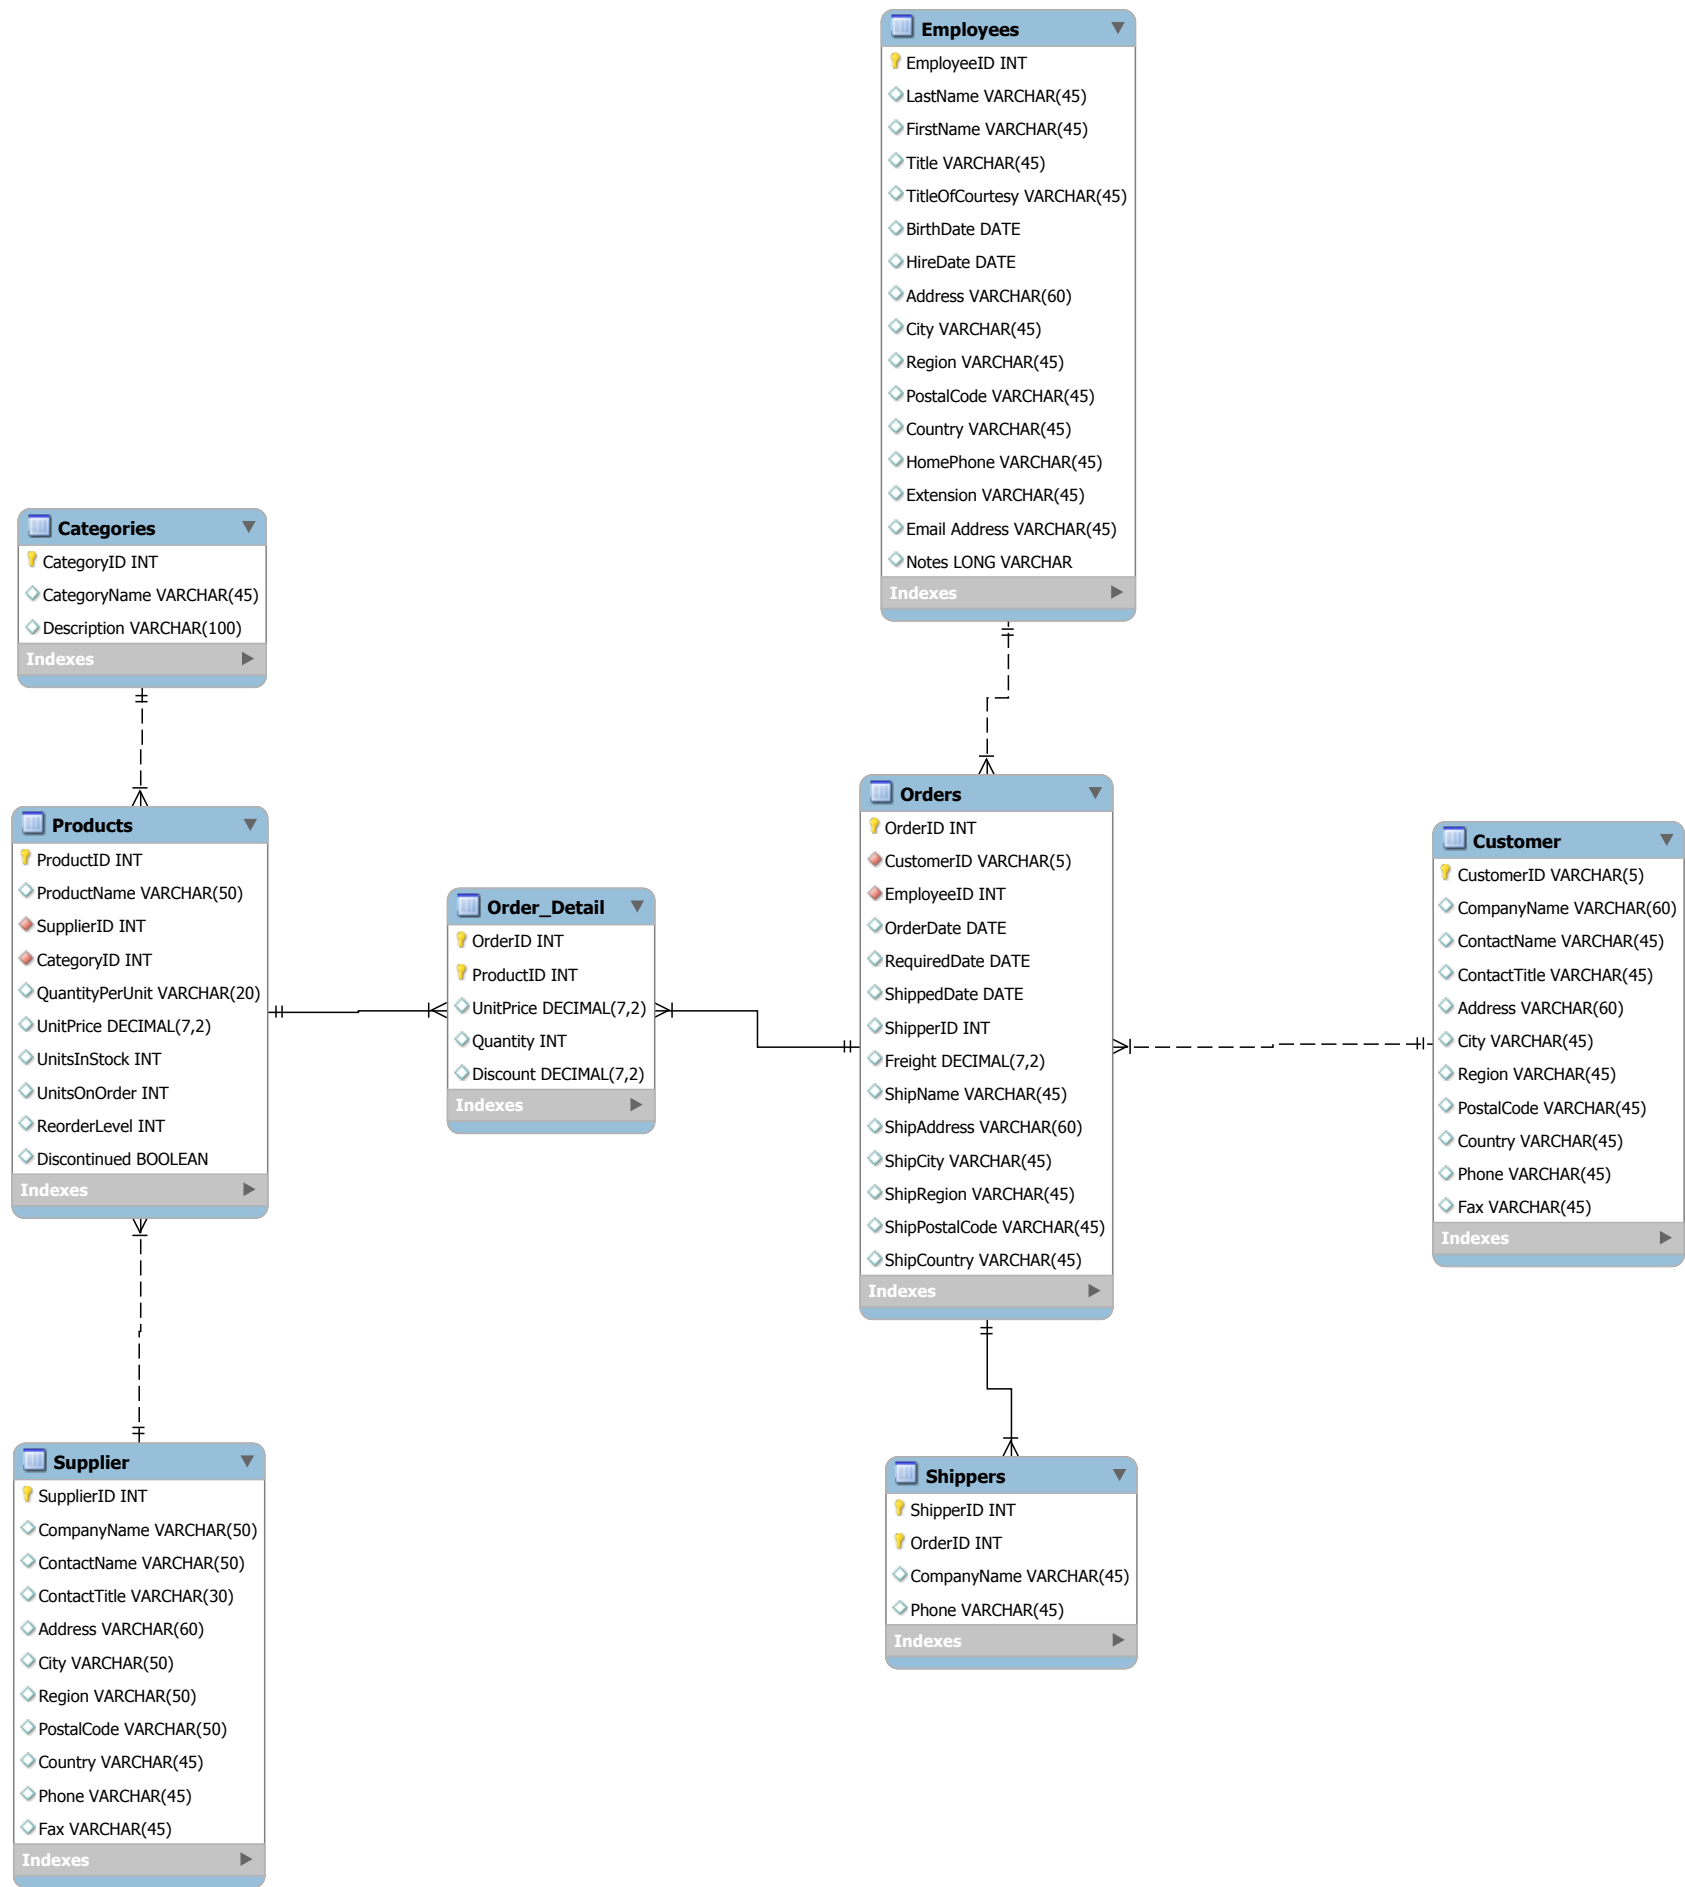 Employees
EmployeeID INT
LastName VARCHAR(45)
FirstName VARCHAR(45)
Title VARCHAR(45)
TitleOfCourtesy VARCHAR(45)
BirthDate DATE
HireDate DATE
Address VARCHAR(60)
City VARCHAR(45)
Region VARCHAR(45)
PostalCode VARCHAR(45)
Country VARCHAR(45)
HomePhone VARCHAR(45)
Extension VARCHAR(45)
Email Address VARCHAR(45)
Notes LONG VARCHAR
Indexes
Categories
CategoryID INT
CategoryName VARCHAR(45)
Description VARCHAR(100)
Indexes
Products
ProductID INT
ProductName VARCHAR(50)
SupplierID INT
CategoryID INT
QuantityPerUnit VARCHAR(20)
UnitPrice DECIMAL(7,2)
UnitsInStock INT
UnitsOnOrder INT
ReorderLevel INT
Discontinued BOOLEAN
Indexes
Order_Detail
OrderID INT
ProductID INT
UnitPrice DECIMAL(7,2)
Quantity INT
Discount DECIMAL(7,2)
Indexes
Orders
OrderID INT
CustomerID VARCHAR(5)
EmployeeID INT
OrderDate DATE
RequiredDate DATE
ShippedDate DATE
ShipperID INT
Freight DECIMAL(7,2)
ShipName VARCHAR(45)
ShipAddress VARCHAR(60)
ShipCity VARCHAR(45)
ShipRegion VARCHAR(45)
ShipPostalCode VARCHAR(45)
ShipCountry VARCHAR(45)
Indexes
Customer
CustomerID VARCHAR(5)
CompanyName VARCHAR(60)
ContactName VARCHAR(45)
ContactTitle VARCHAR(45)
Address VARCHAR(60)
City VARCHAR(45)
Region VARCHAR(45)
PostalCode VARCHAR(45)
Country VARCHAR(45)
Phone VARCHAR(45)
Fax VARCHAR(45)
Indexes
Supplier
SupplierID INT
CompanyName VARCHAR(50)
ContactName VARCHAR(50)
ContactTitle VARCHAR(30)
Address VARCHAR(60)
City VARCHAR(50)
Region VARCHAR(50)
PostalCode VARCHAR(50)
Country VARCHAR(45)
Phone VARCHAR(45)
Fax VARCHAR(45)
Indexes
Shippers
ShipperID INT
OrderID INT
CompanyName VARCHAR(45)
Phone VARCHAR(45)
Indexes